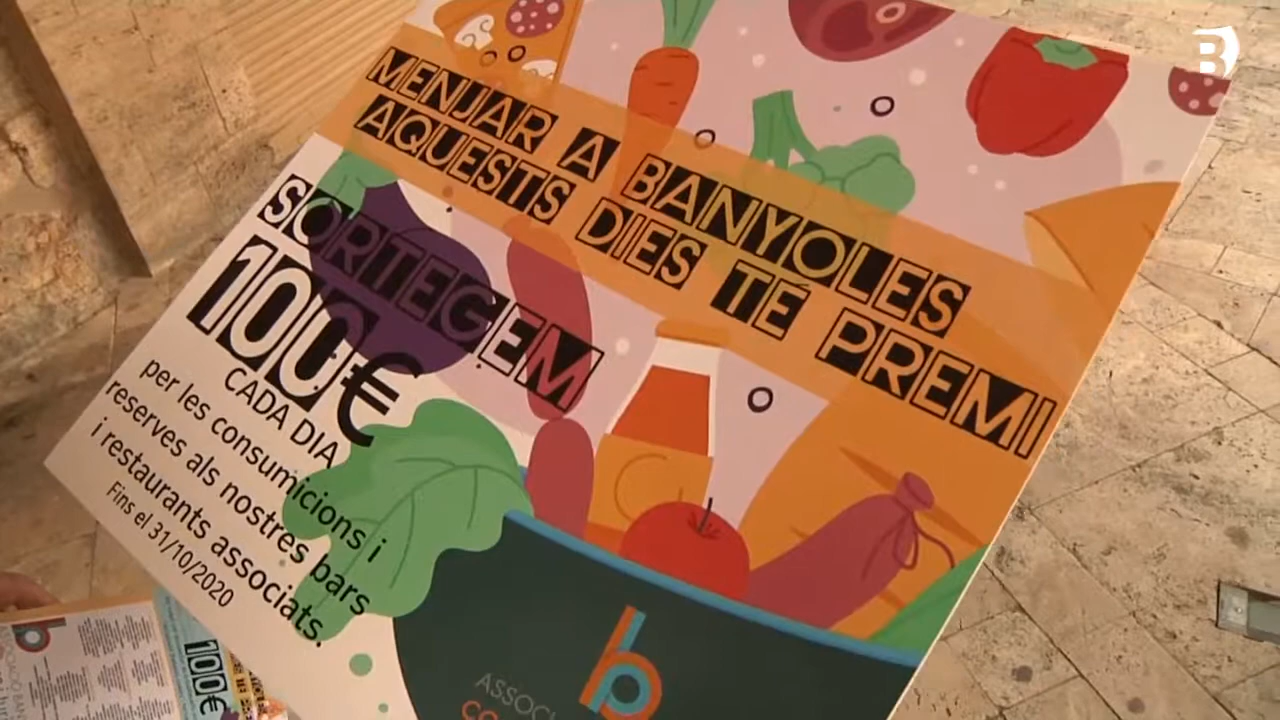 B
MENJAR A BANYOLES
AQUESTS DIES TÉ PREMI
SORTEGEM
100€
CADA DIA
per les consumicions i
reserves als nostres bars
i restaurants associats.
Fins el 31/10/2020
b
100€